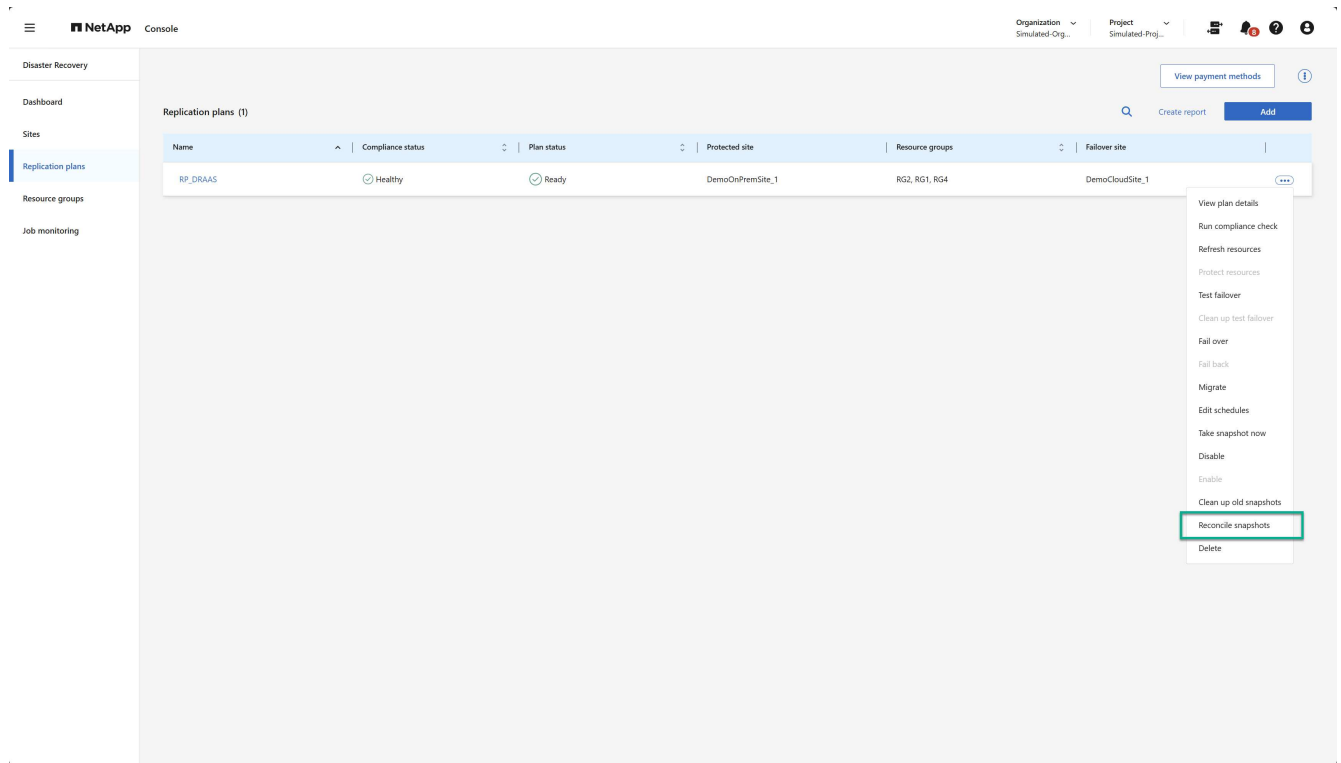 NetApp Console
Organization
Simulated-Org...
Project
Simulated-Proj...
8
Disaster Recovery
Dashboard
Sites
Replication plans
Resource groups
Job monitoring
View payment methods
Replication plans (1)
Create report
Add
Name
Compliance status
Plan status
Protected site
Resource groups
Failover site
RP_DRAAS
Healthy
Ready
DemoOnPremSite_1
RG2, RG1, RG4
DemoCloudSite_1
View plan details
Run compliance check
Refresh resources
Protect resources
Test failover
Clean up test failover
Fail over
Fail back
Migrate
Edit schedules
Take snapshot now
Disable
Enable
Clean up old snapshots
Reconcile snapshots
Delete